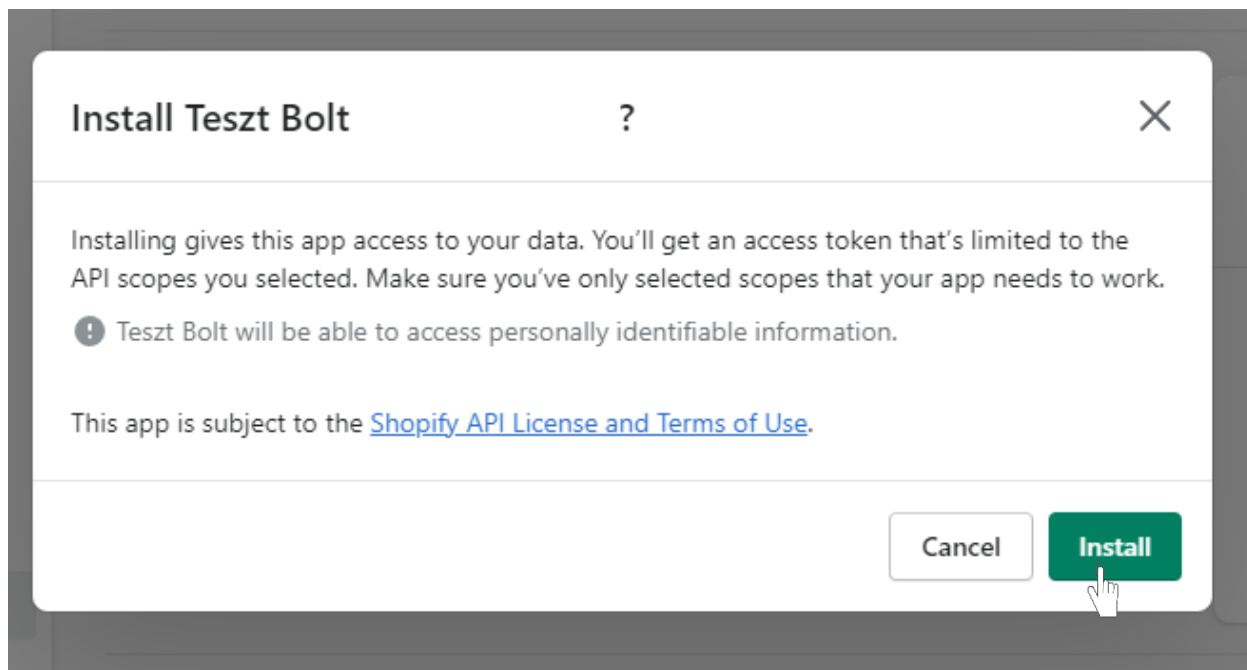 Install Teszt Bolt ?
Installing gives this app access to your data. You'll get an access token that's limited to the
API scopes you selected. Make sure you've only selected scopes that your app needs to work.
Teszt Bolt will be able to access personally identifiable information.
This app is subject to the Shopify API License and Terms of Use.
Cancel Install